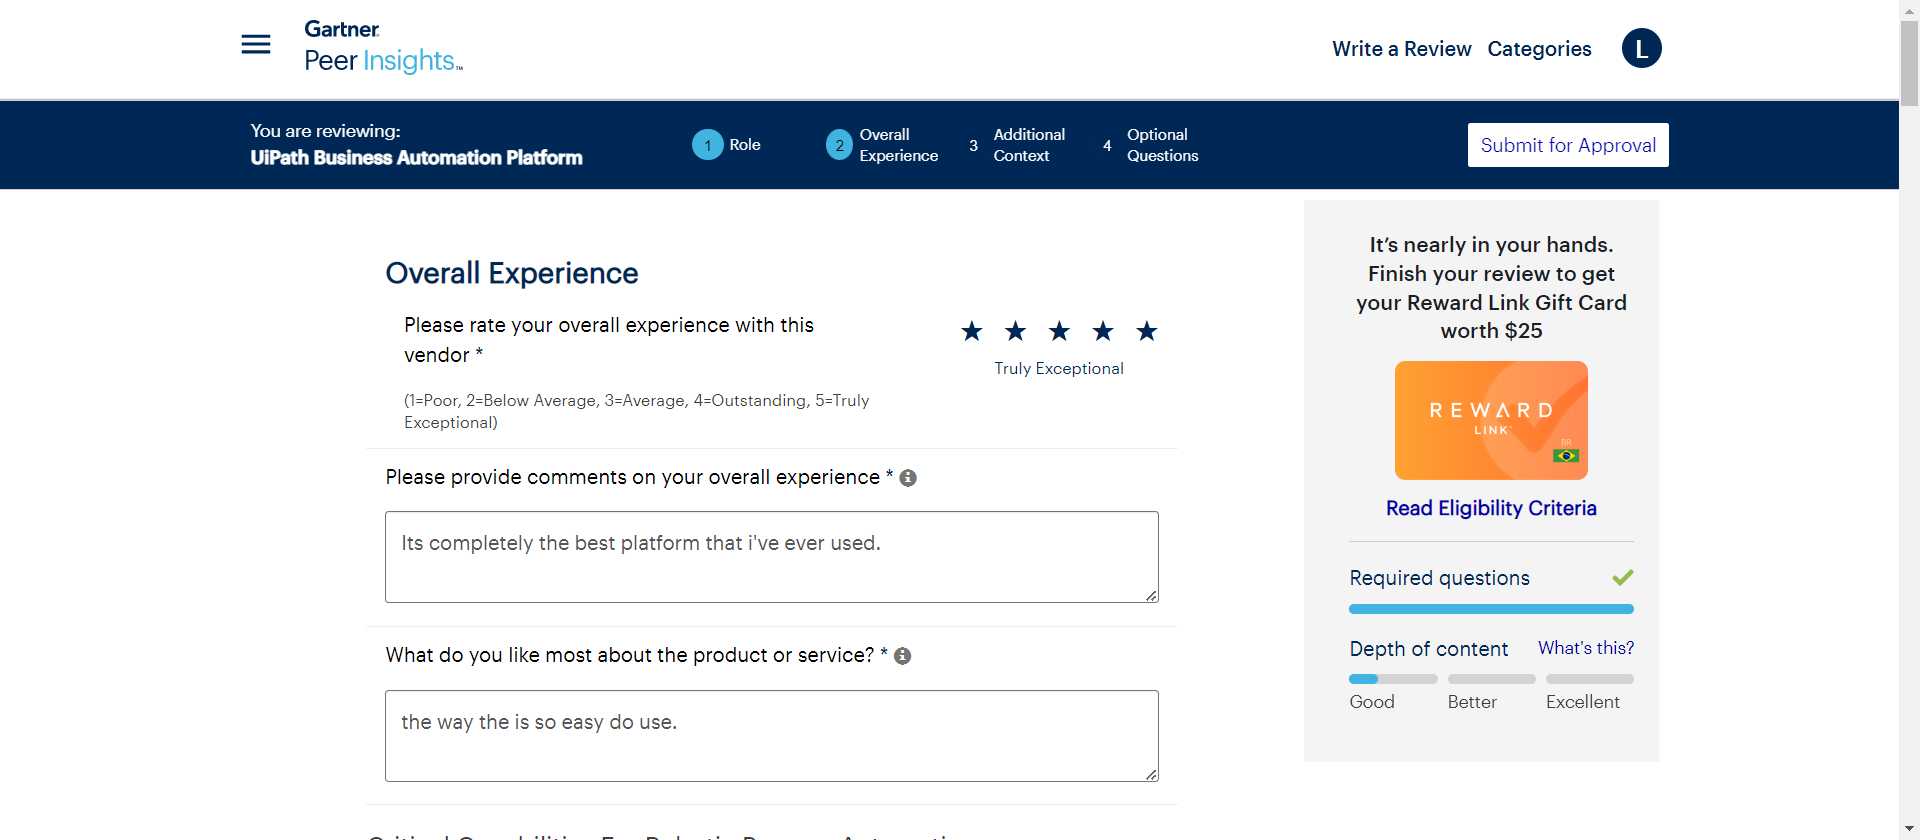 Gartner
Peer Insights™
Write a Review
Categories
L
You are reviewing:
UiPath Business Automation Platform
1 Role
2 Overall
Experience
3 Additional
Context
4 Optional
Questions
Submit for Approval
Overall Experience
Please rate your overall experience with this
vendor *
Truly Exceptional
(1=Poor, 2=Below Average, 3=Average, 4=Outstanding, 5=Truly
Exceptional)
Please provide comments on your overall experience *
Its completely the best platform that i've ever used.
What do you like most about the product or service? *
the way the is so easy do use.
It's nearly in your hands.
Finish your review to get
your Reward Link Gift Card
worth $25
REWARD
LINK
BR
Read Eligibility Criteria
Required questions
Depth of content
What's this?
Good
Better
Excellent